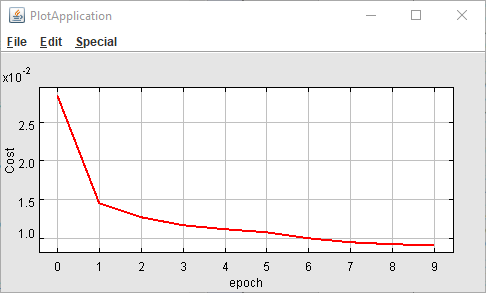 PlotApplication
File Edit Special
x10-2
2.5
2.0
1.5
1.0
Cost
0 1 2 3 4 5 6 7 8 9
epoch